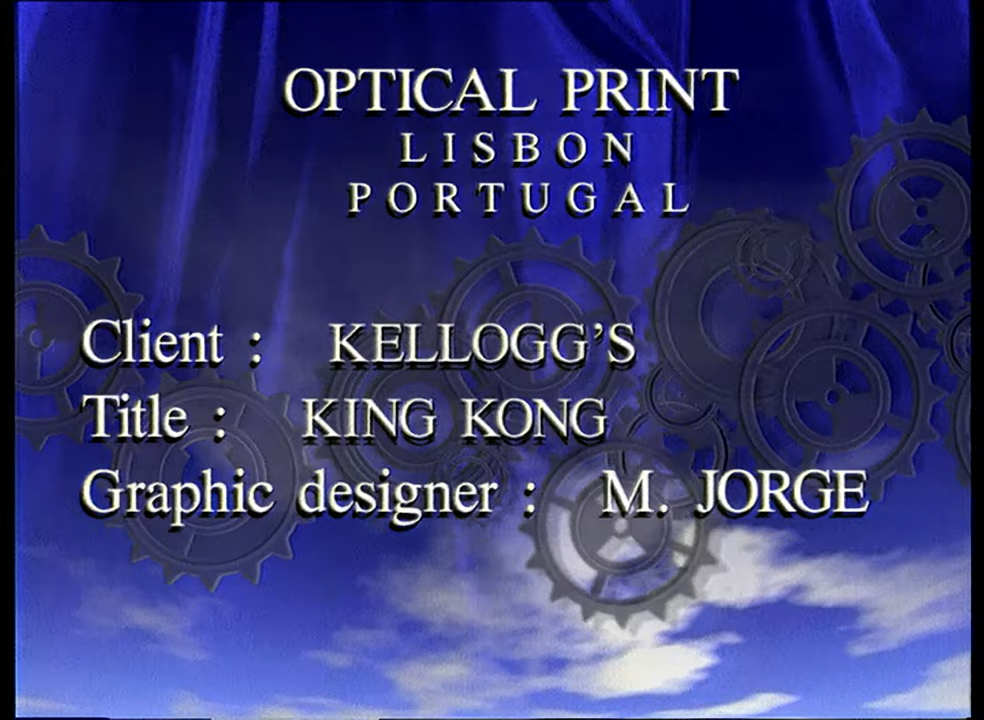 OPTICAL PRINT
LISBON
PORTUGAL
Client : KELLOGG'S
Title : KING KONG
Graphic designer : M. JORGE